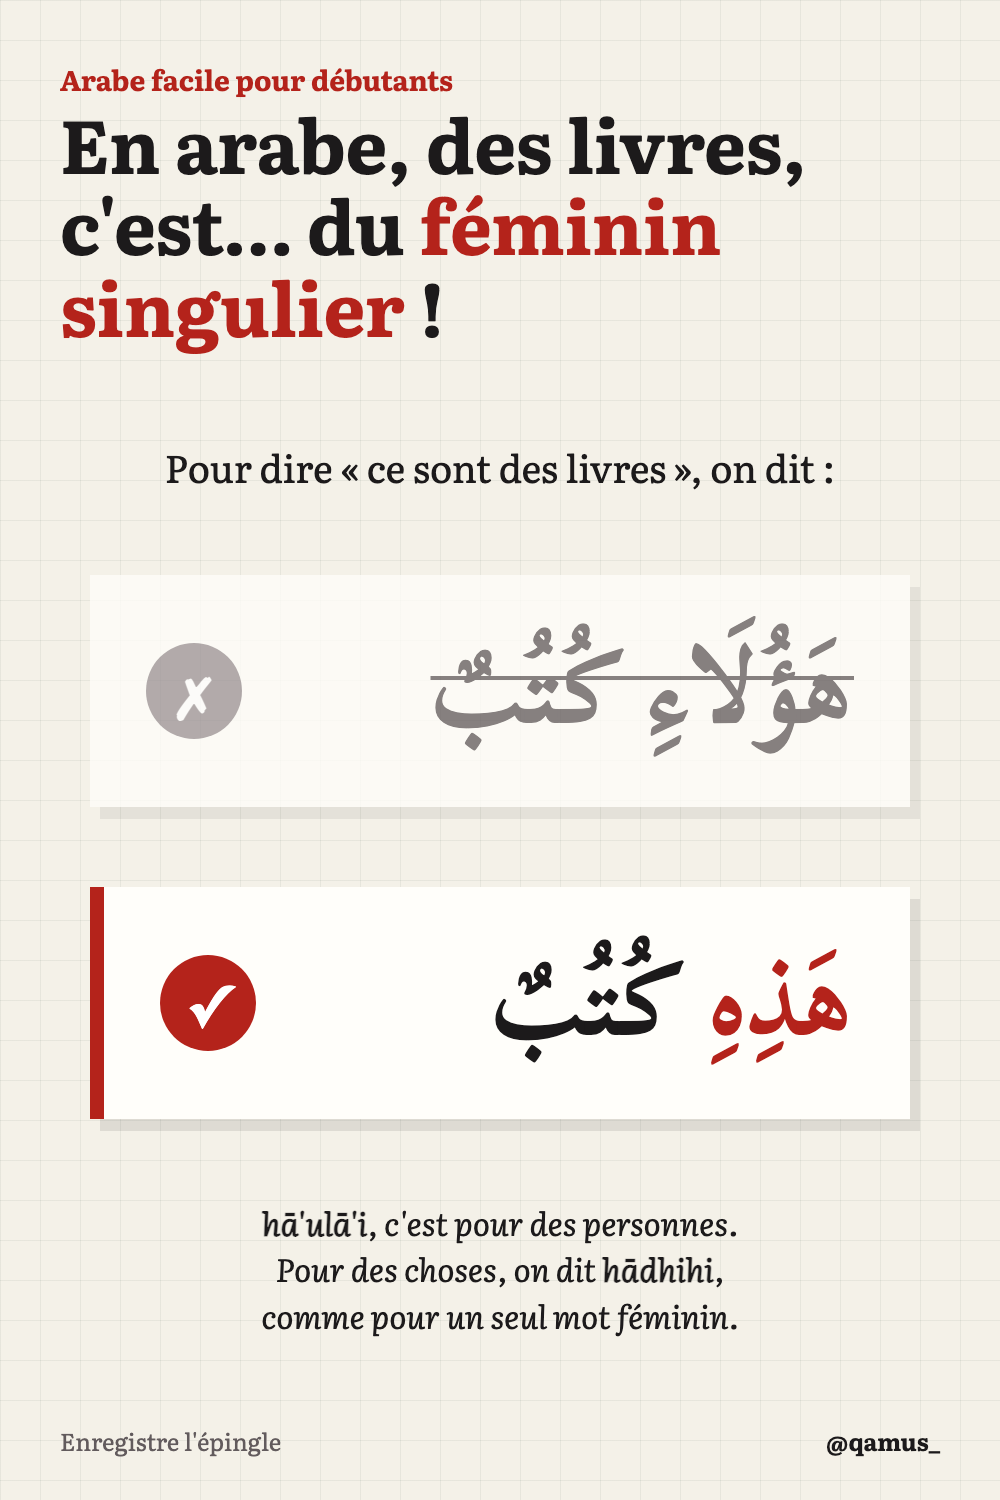 Arabe facile pour débutants
En arabe, des livres,
c'est... du féminin
singulier !
Pour dire « ce sont des livres », on dit :
✗ هَؤُلَاءِ كُتُبٌ
✓ هَذِهِ كُتُبٌ
hā'ulā'i, c'est pour des personnes.
Pour des choses, on dit hādhihi,
comme pour un seul mot féminin.
Enregistre l'épingle
@qamus_